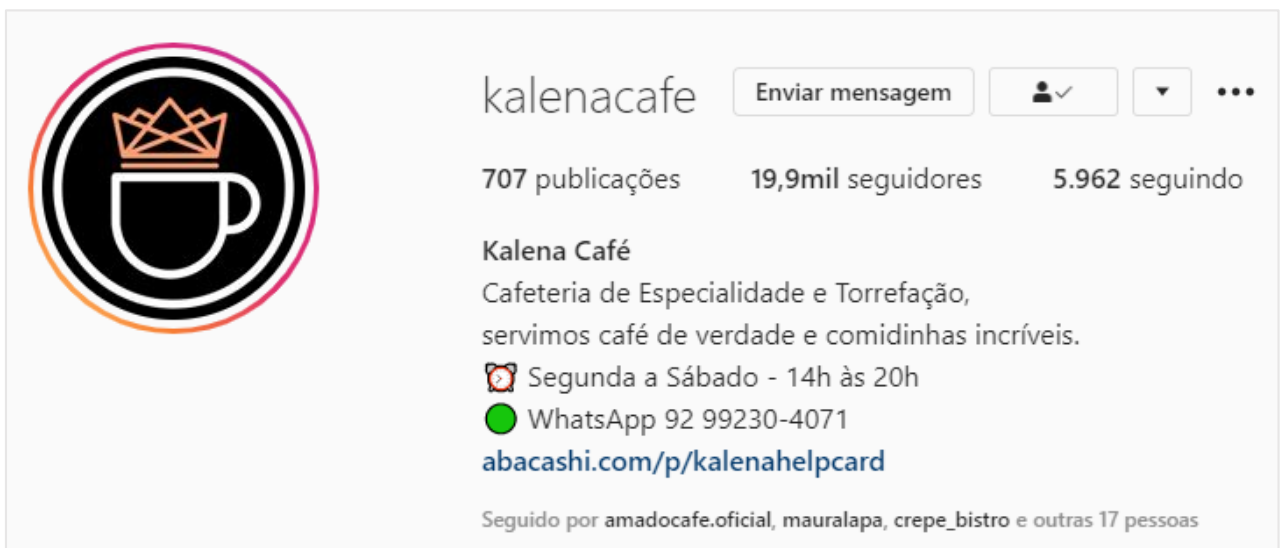 kalenacafe Enviar mensagem
707 publicações 19,9mil seguidores 5.962 seguindo
Kalena Café
Cafeteria de Especialidade e Torrefação,
servimos café de verdade e comidinhas incríveis.
⏰ Segunda a Sábado - 14h às 20h
🟢 WhatsApp 92 99230-4071
abacashi.com/p/kalenahelpcard
Seguido por amadocafe.oficial, mauralapa, crepe_bistro e outras 17 pessoas